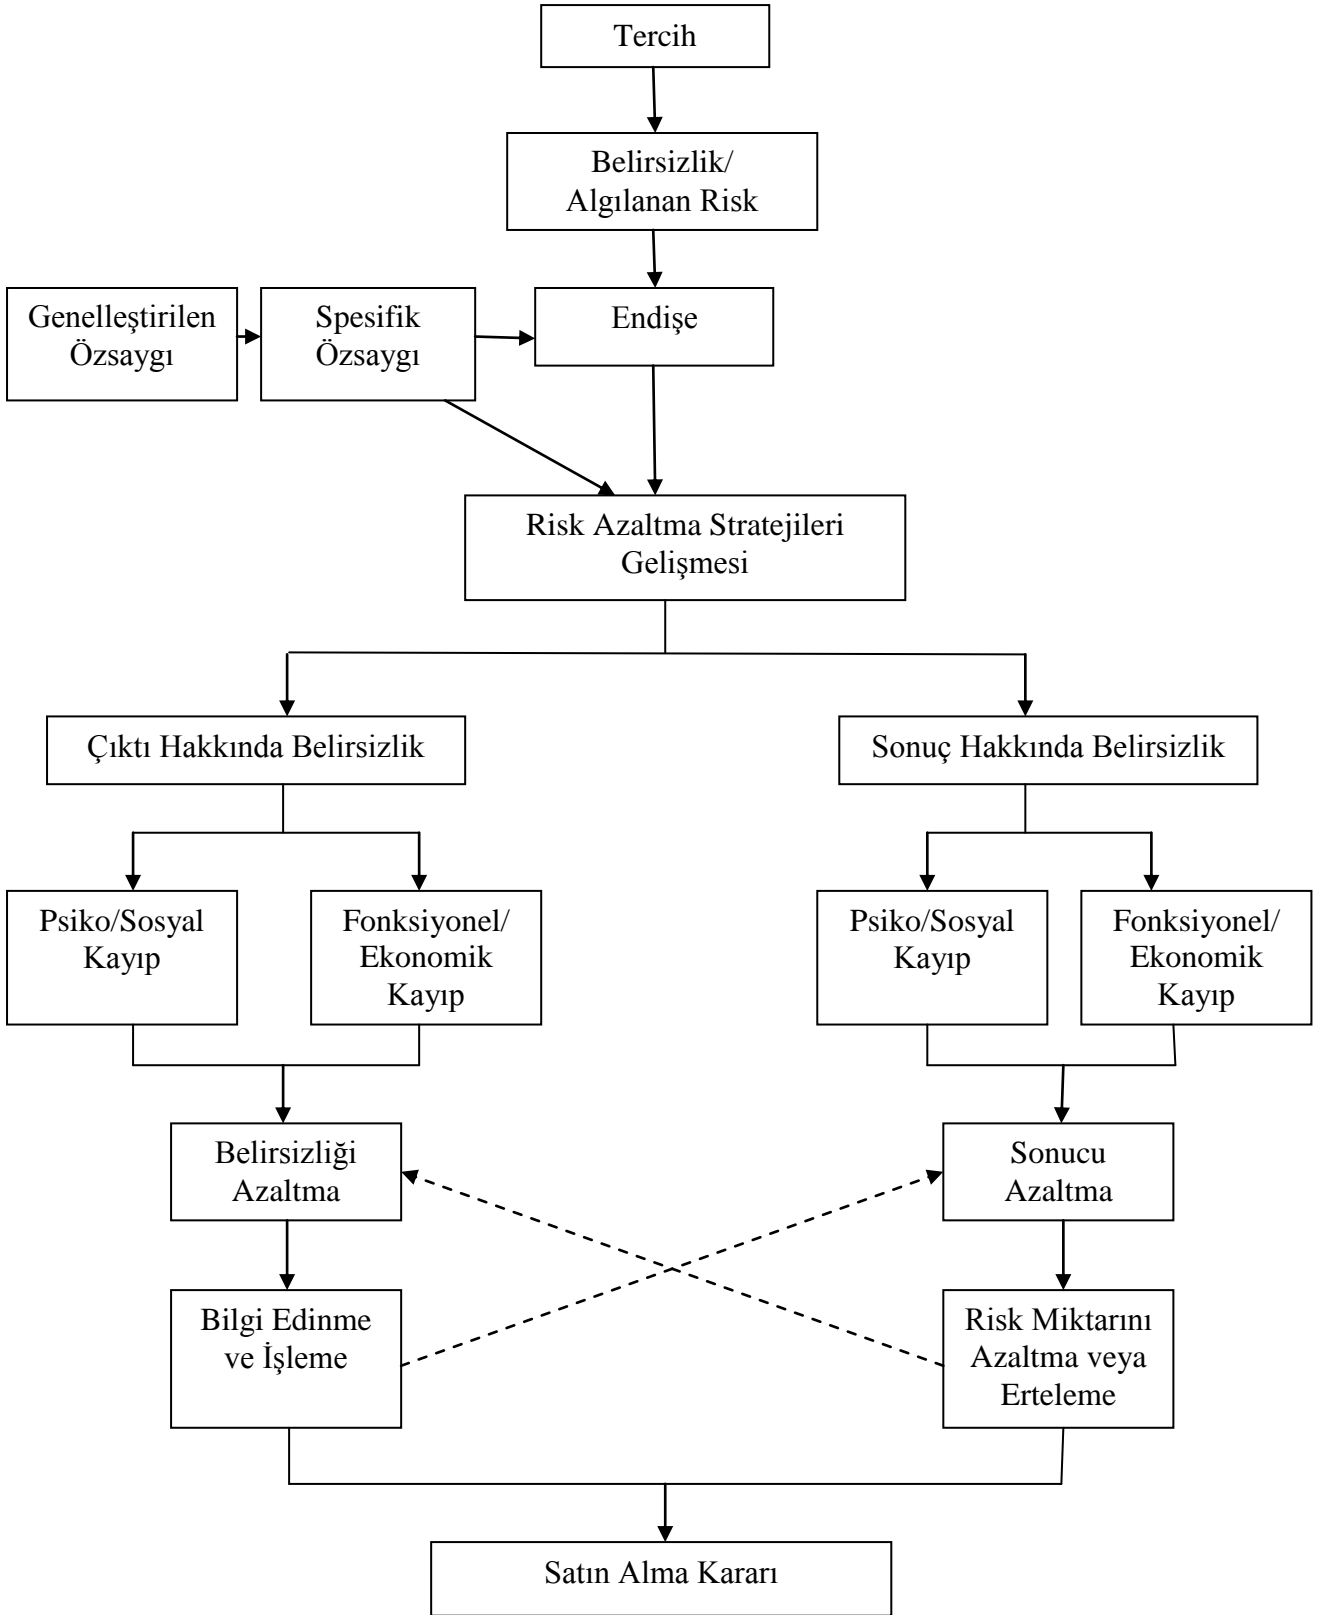 Tercih
Belirsizlik/
Algılanan Risk
Genelleştirilen
Özsaygı
Spesifik
Özsaygı
Endişe
Risk Azaltma Stratejileri
Gelişmesi
Çıktı Hakkında Belirsizlik
Sonuç Hakkında Belirsizlik
Psiko/Sosyal
Kayıp
Fonksiyonel/
Ekonomik
Kayıp
Psiko/Sosyal
Kayıp
Fonksiyonel/
Ekonomik
Kayıp
Belirsizliği
Azaltma
Sonucu
Azaltma
Bilgi Edinme
ve İşleme
Risk Miktarını
Azaltma veya
Erteleme
Satın Alma Kararı